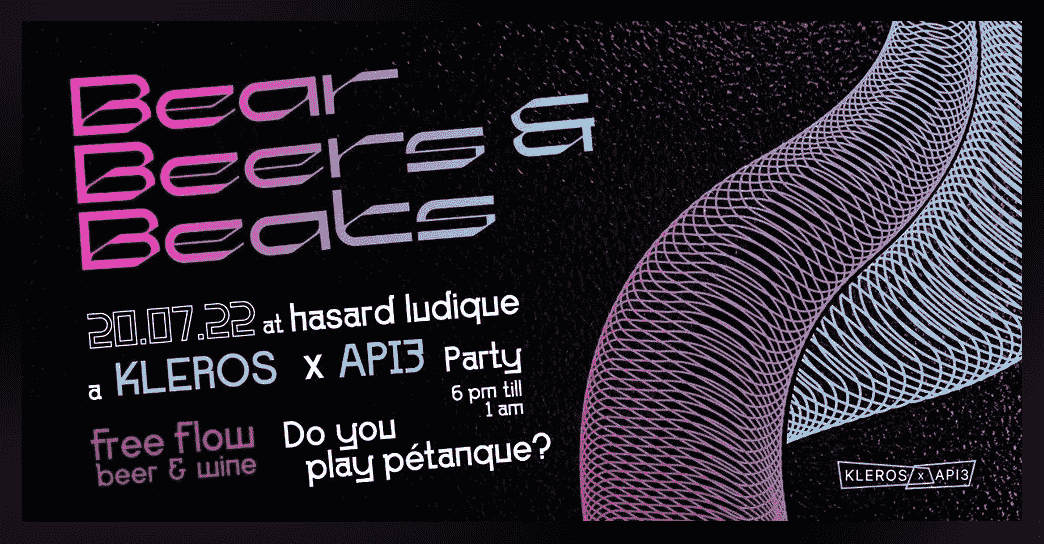 Bear
Beers &
Beats
20.07.22 at hasard ludique
a KLEROS x API3 Party
6 pm till
1 am
free flow
beer & wine
Do you
play pétanque?
KLEROS x API3